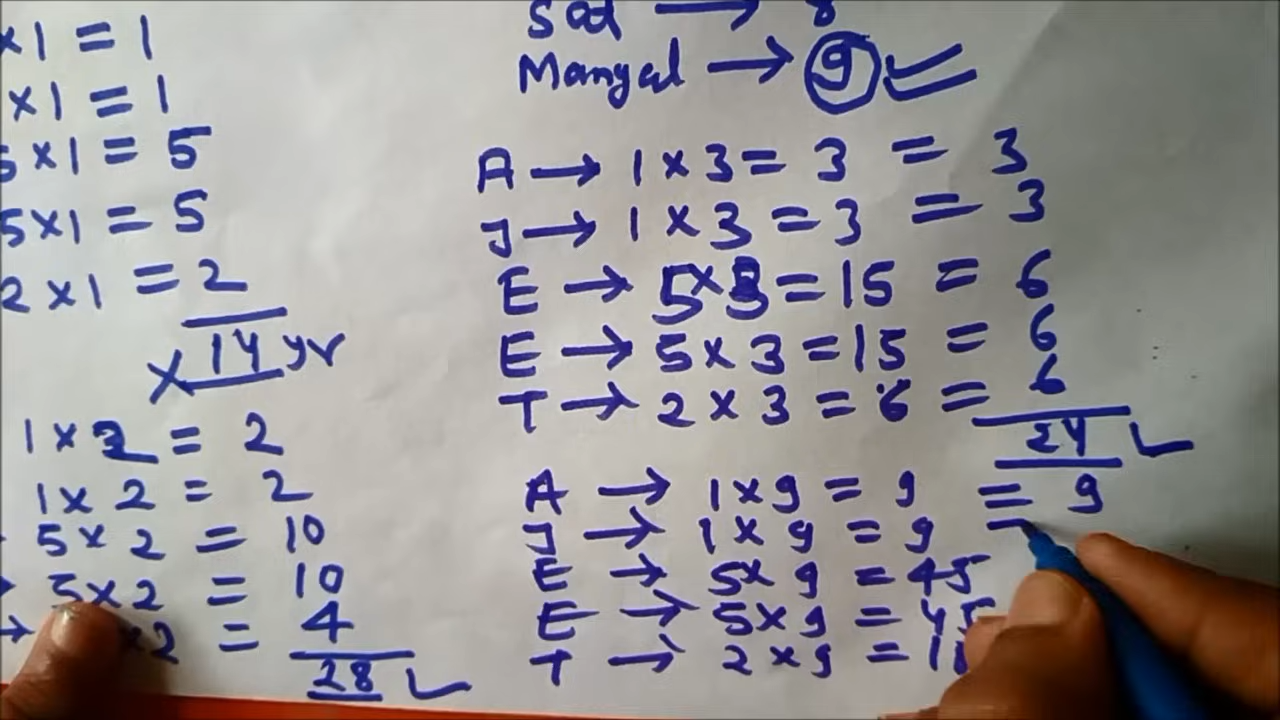 ×1 = 1
×1 = 1
5×1 = 5
5×1 = 5
2×1 = 2
× 14 yr
1×2 = 2
1×2 = 2
5×2 = 10
5×2 = 10
×2 = 4
28 ✓
→ 8
Mangal → 9 ✓
A → 1×3 = 3 = 3
J → 1×3 = 3 = 3
E → 5×3 = 15 = 6
E → 5×3 = 15 = 6
T → 2×3 = 6 = 6
24 ✓
A → 1×9 = 9 = 9
J → 1×9 = 9 =
E → 5×9 = 45
E → 5×9 = 45
T → 2×9 =